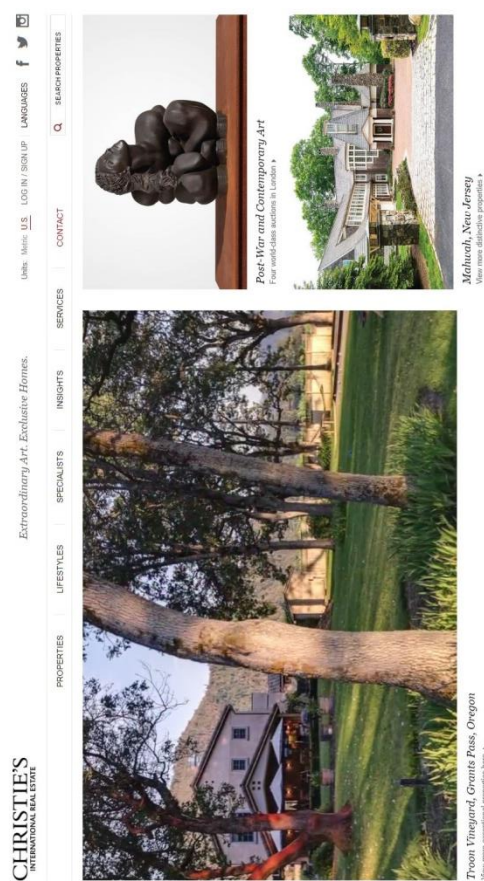 CHRISTIE'S
INTERNATIONAL REAL ESTATE
Extraordinary Art. Exclusive Homes.
Units: Metric U.S. LOG IN / SIGN UP LANGUAGES
PROPERTIES LIFESTYLES SPECIALISTS INSIGHTS SERVICES CONTACT SEARCH PROPERTIES
Post-War and Contemporary Art
Four world-class auctions in London
Mahwah, New Jersey
View more distinctive properties
Troon Vineyard, Grants Pass, Oregon